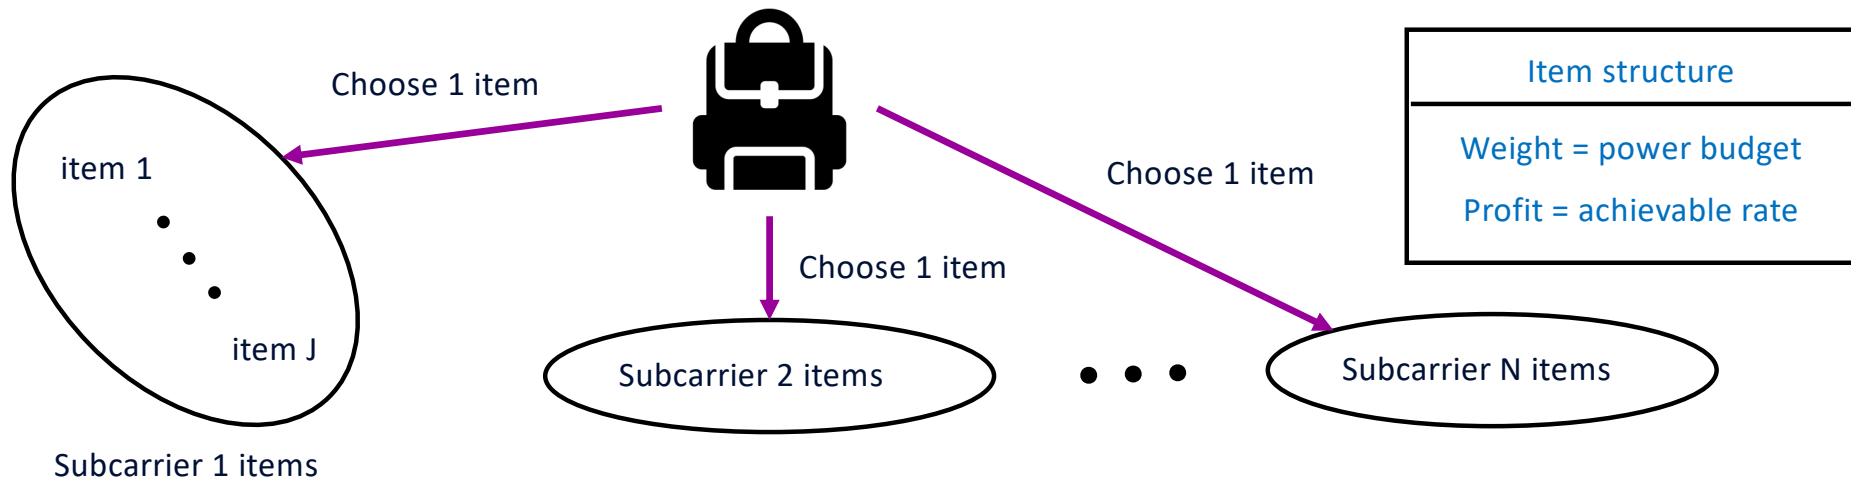 Choose 1 item
item 1
item J
Subcarrier 1 items
Choose 1 item
Subcarrier 2 items
Choose 1 item
Subcarrier N items
Item structure
Weight = power budget
Profit = achievable rate